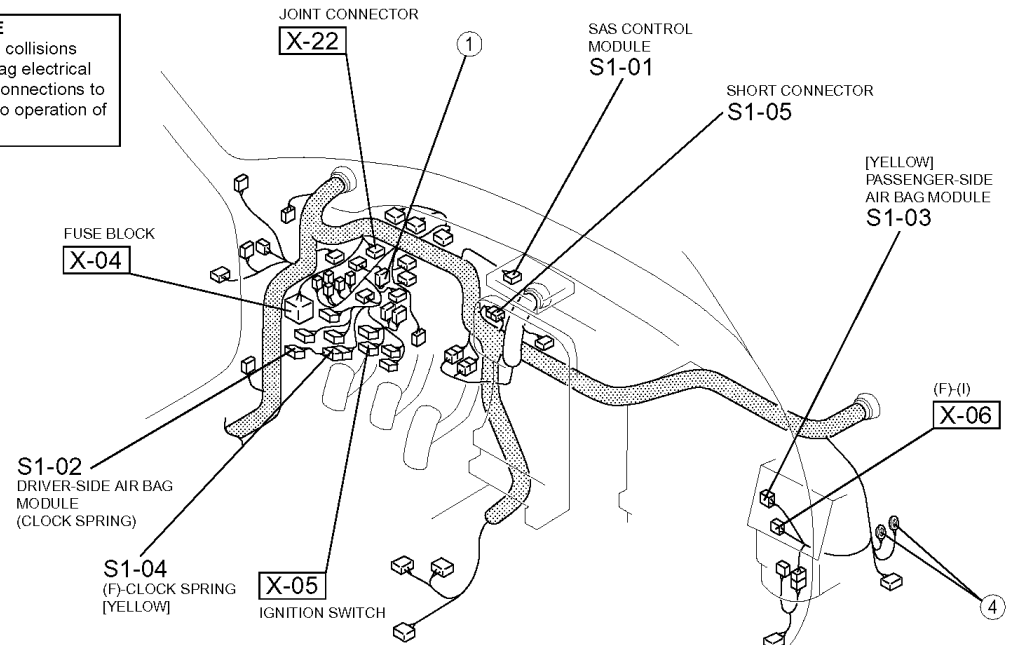 E
collisions
ag electrical
onnections to
o operation of
JOINT CONNECTOR
X-22
1
SAS CONTROL
MODULE
S1-01
SHORT CONNECTOR
S1-05
[YELLOW]
PASSENGER-SIDE
AIR BAG MODULE
S1-03
FUSE BLOCK
X-04
(F)-(I)
X-06
S1-02
DRIVER-SIDE AIR BAG
MODULE
(CLOCK SPRING)
S1-04
(F)-CLOCK SPRING
[YELLOW]
X-05
IGNITION SWITCH
4